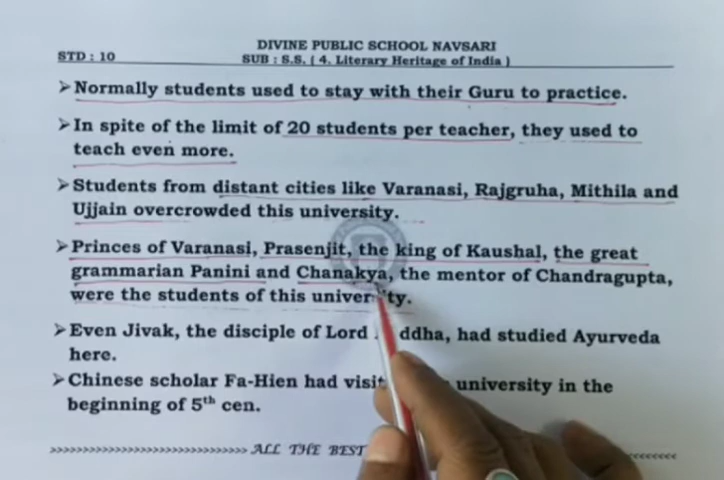 DIVINE PUBLIC SCHOOL NAVSARI
STD : 10 SUB : S.S. ( 4. Literary Heritage of India )
➢Normally students used to stay with their Guru to practice.
➢In spite of the limit of 20 students per teacher, they used to
teach even more.
➢Students from distant cities like Varanasi, Rajgruha, Mithila and
Ujjain overcrowded this university.
➢Princes of Varanasi, Prasenjit, the king of Kaushal, the great
grammarian Panini and Chanakya, the mentor of Chandragupta,
were the students of this university.
➢Even Jivak, the disciple of Lord ddha, had studied Ayurveda
here.
➢Chinese scholar Fa-Hien had visit university in the
beginning of 5th cen.
>>>>>>>>>>>>>>>>>>>>>>>>>>>>>>> ALL THE BEST <<<<<<<<